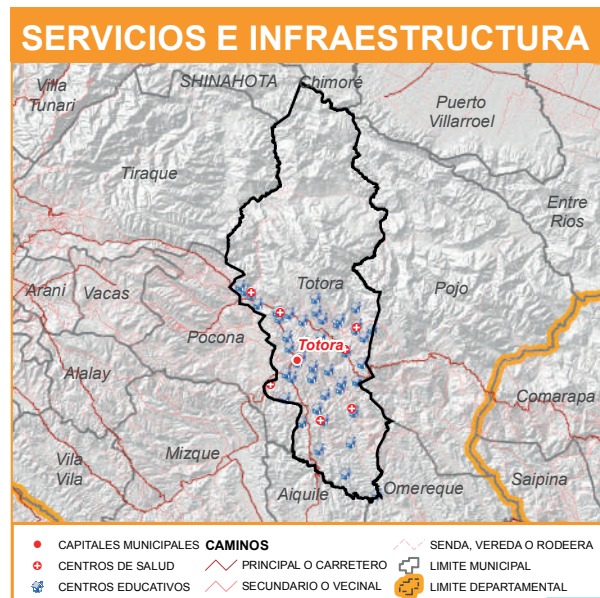 SERVICIOS E INFRAESTRUCTURA
Villa
Tunari
SHINAHOTA
Chimoré
Puerto
Villarroel
Tiraque
Entre
Rios
Arani
Vacas
Totora
Pojo
Pocona
Totora
Alalay
Comarapa
Mizque
Vila
Vila
Aiquile
Omereque
Saipina
CAPITALES MUNICIPALES
CENTROS DE SALUD
CENTROS EDUCATIVOS
CAMINOS
PRINCIPAL O CARRETERO
SECUNDARIO O VECINAL
SENDA, VEREDA O RODEERA
LIMITE MUNICIPAL
LIMITE DEPARTAMENTAL